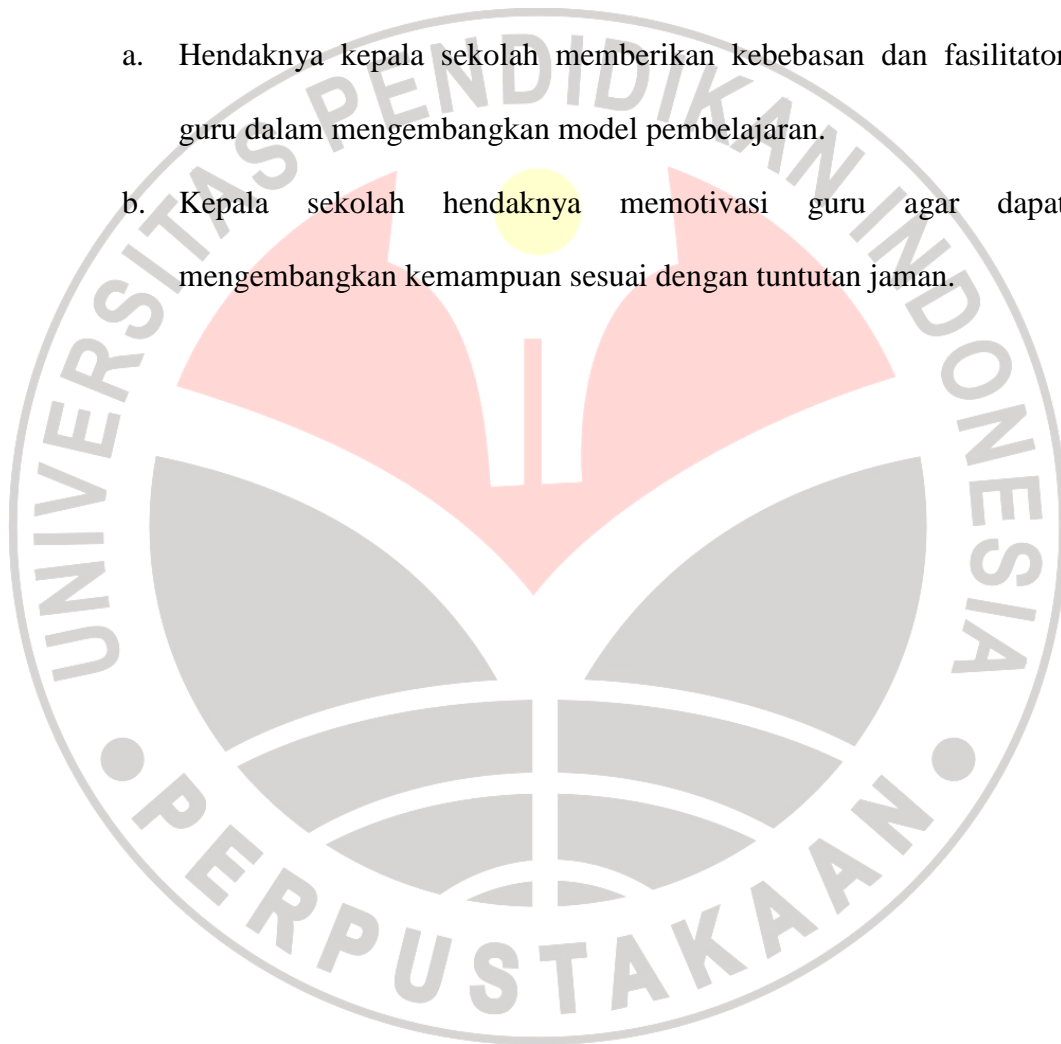 a. Hendaknya kepala sekolah memberikan kebebasan dan fasilitator
guru dalam mengembangkan model pembelajaran.
b. Kepala sekolah hendaknya memotivasi guru agar dapat
mengembangkan kemampuan sesuai dengan tuntutan jaman.
UNIVERSITAS PENDIDIKAN INDONESIA
PERPUSTAKAAN